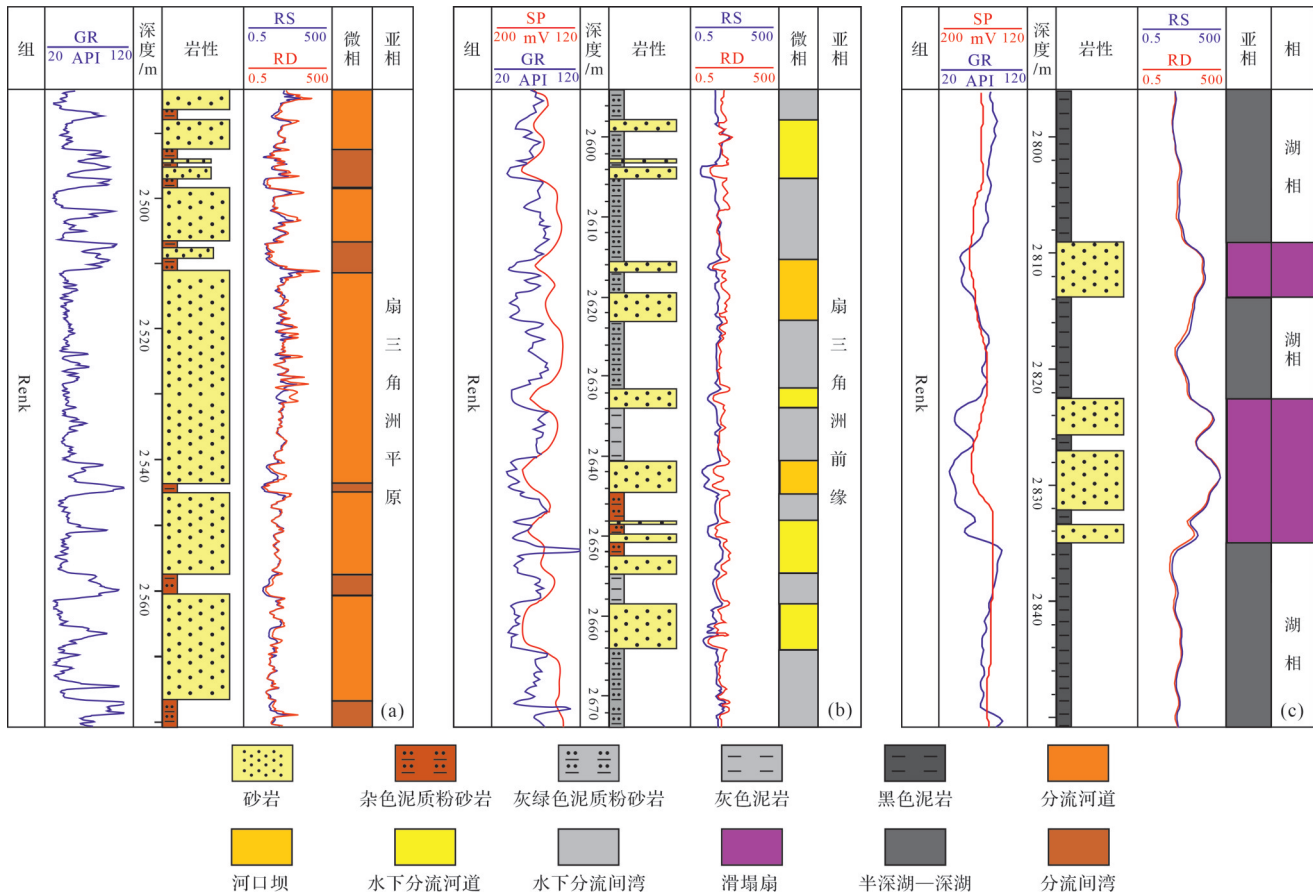 组
GR
20 API 120
深度/m
岩性
RS
0.5 500
RD
0.5 500
微相
亚相
Renk
2 500
2 520
2 540
2 560
扇三角洲平原
(a)
组
SP
200 mV 120
GR
20 API 120
深度/m
岩性
RS
0.5 500
RD
0.5 500
微相
亚相
Renk
2 600
2 610
2 620
2 630
2 640
2 650
2 660
2 670
扇三角洲前缘
(b)
组
SP
200 mV 120
GR
20 API 120
深度/m
岩性
RS
0.5 500
RD
0.5 500
亚相
相
Renk
2 800
2 810
2 820
2 830
2 840
湖相
湖相
湖相
(c)
砂岩 杂色泥质粉砂岩 灰绿色泥质粉砂岩 灰色泥岩 黑色泥岩 分流河道
河口坝 水下分流河道 水下分流间湾 滑塌扇 半深湖—深湖 分流间湾